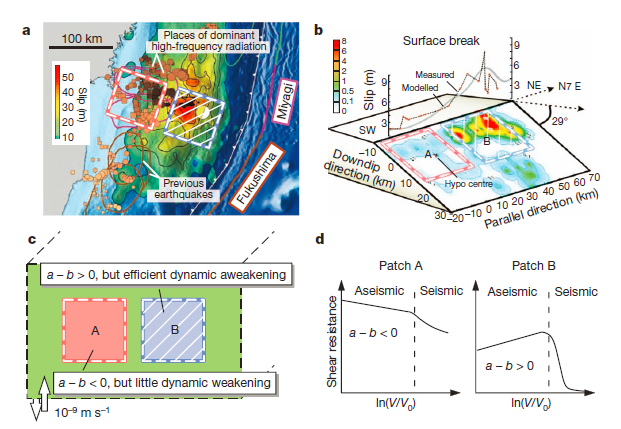 a
100 km
Places of dominant
high-frequency radiation
50
40
30
20
10
Slip (m)
Miyagi
Fukushima
Previous
earthquakes
b
8
6
4
2
1
0.5
0.1
0
Slip (m)
Surface break
9
6
3
Measured
Modelled
9
6
3
NE
N7 E
29°
SW
A
B
Hypo centre
–10
0
10
20
30
Downdip
direction (km)
–20
–10
0
10
20
30
40
50
60
70
Parallel direction (km)
c
a – b > 0, but efficient dynamic aweakening
A
B
a – b < 0, but little dynamic weakening
10⁻⁹ m s⁻¹
d
Patch A
Patch B
Aseismic
Seismic
Aseismic
Seismic
Shear resistance
a – b < 0
a – b > 0
ln(V/V₀)
ln(V/V₀)